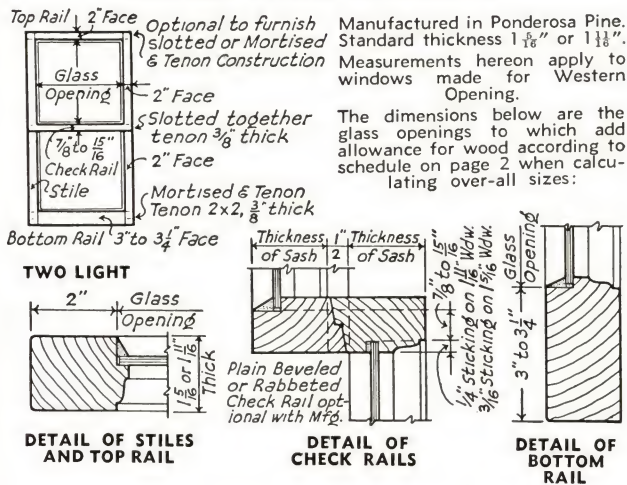 Top Rail 2" Face
Optional to furnish
slotted or Mortised
& Tenon Construction
Glass
Opening
2" Face
Slotted together
tenon 3/8" thick
7/8" to 15/16
Check Rail
2" Face
Stile
Mortised & Tenon
Tenon 2x2, 3/8" thick
Bottom Rail 3" to 3 1/4" Face
TWO LIGHT
Manufactured in Ponderosa Pine.
Standard thickness 1 5/16" or 1 11/16".
Measurements hereon apply to
windows made for Western
Opening.
The dimensions below are the
glass openings to which add
allowance for wood according to
schedule on page 2 when calcu-
lating over-all sizes:
2"
Glass
Opening
1 5/16 or 1 11/16"
Thick
DETAIL OF STILES
AND TOP RAIL
Thickness
of Sash
1"
2
Thickness
of Sash
7/8" to 15/16
1/4" Sticking on 1 11/16" Wdw.
3/16" Sticking on 1 5/16" Wdw.
Plain Beveled
or Rabbeted
Check Rail opt-
ional with Mfg.
DETAIL OF
CHECK RAILS
Glass
Opening
3" to 3 1/4"
DETAIL OF
BOTTOM
RAIL